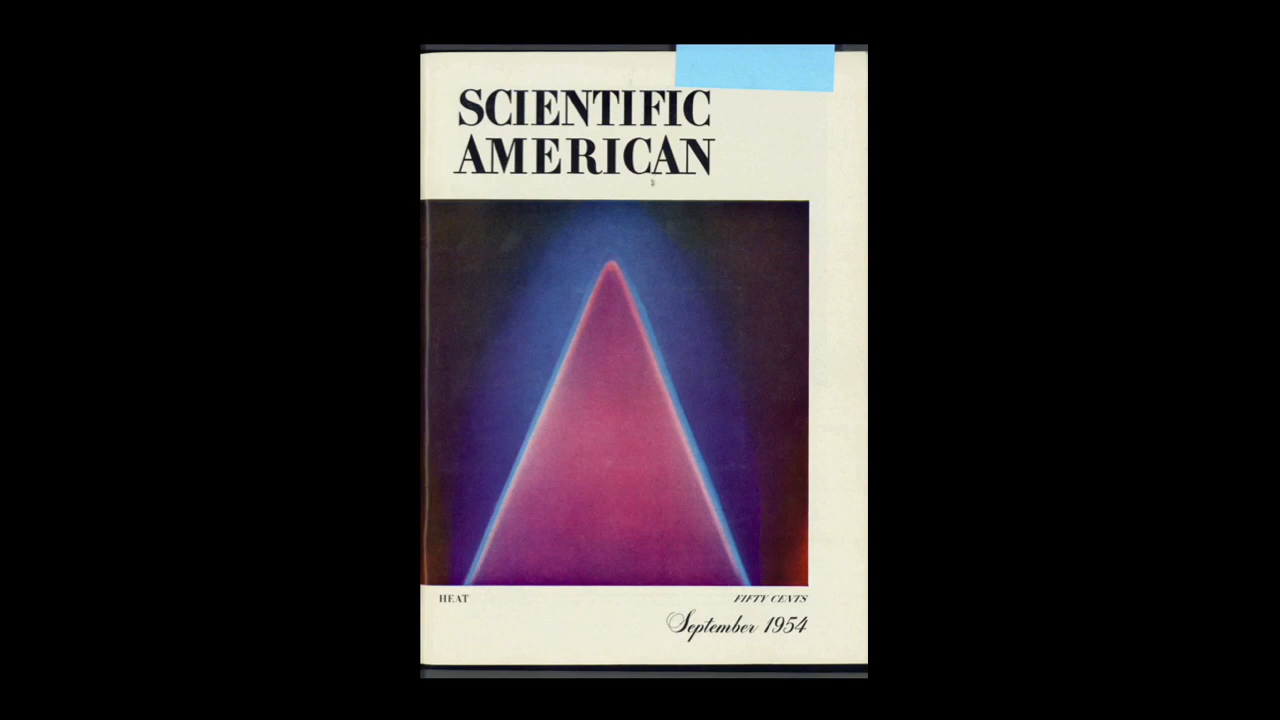 SCIENTIFIC
AMERICAN
HEAT
FIFTY CENTS
September 1954